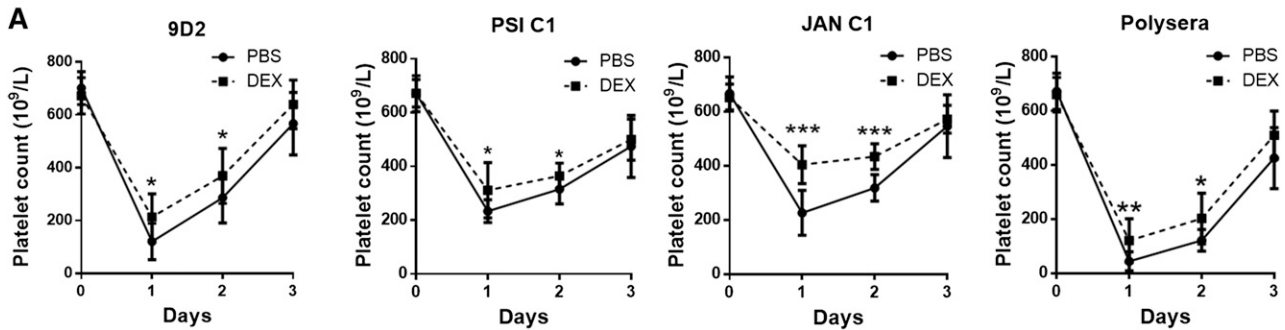 A
9D2
PBS
DEX
Platelet count (10⁹/L)
800
600
400
200
0
*
*
0 1 2 3
Days
PSI C1
PBS
DEX
Platelet count (10⁹/L)
800
600
400
200
0
*
*
0 1 2 3
Days
JAN C1
PBS
DEX
Platelet count (10⁹/L)
800
600
400
200
0
***
***
0 1 2 3
Days
Polysera
PBS
DEX
Platelet count (10⁹/L)
800
600
400
200
0
**
*
0 1 2 3
Days